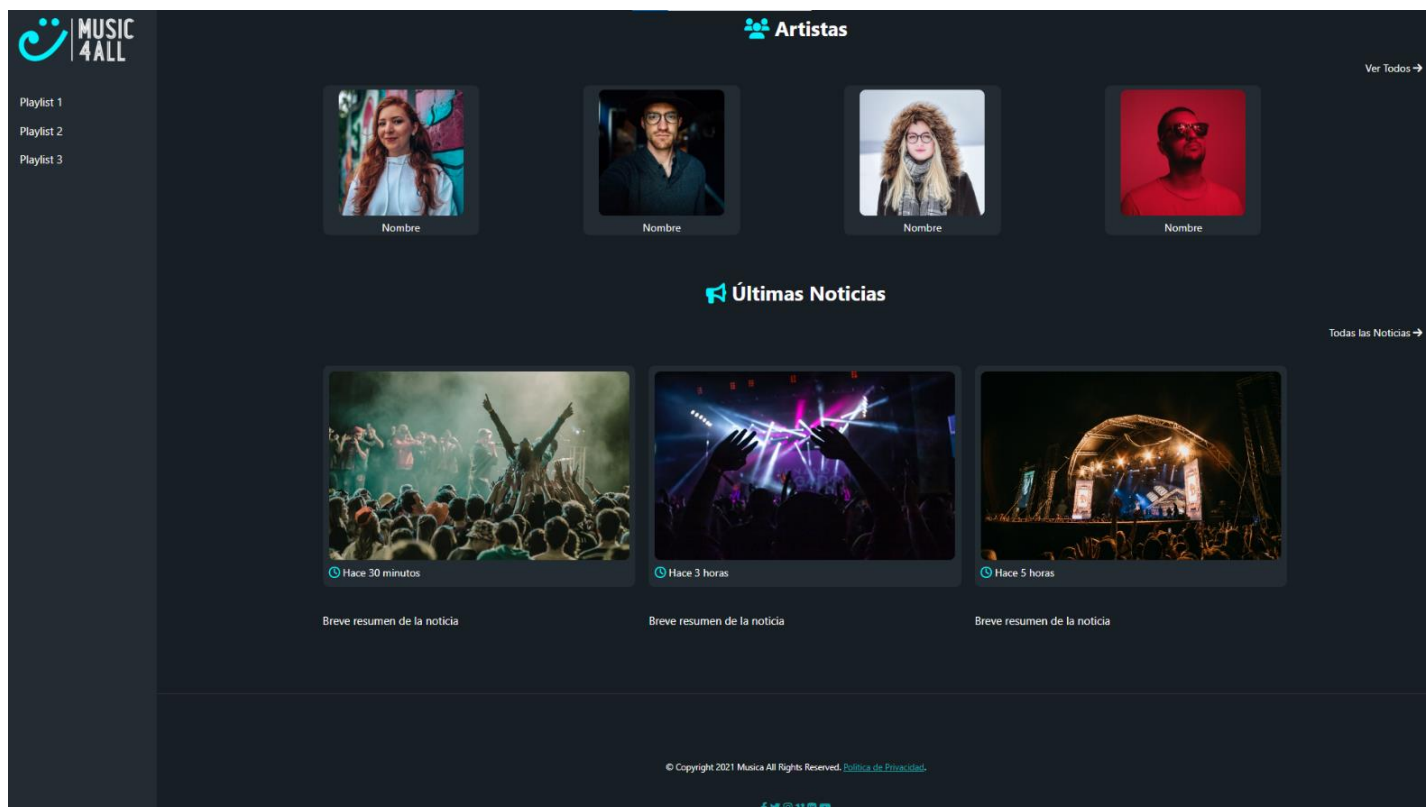 MUSIC
4ALL
Playlist 1
Playlist 2
Playlist 3
Artistas
Ver Todos
Nombre
Nombre
Nombre
Nombre
Últimas Noticias
Todas las Noticias
Hace 30 minutos
Hace 3 horas
Hace 5 horas
Breve resumen de la noticia
Breve resumen de la noticia
Breve resumen de la noticia
© Copyright 2021 Musica All Rights Reserved. Política de Privacidad.